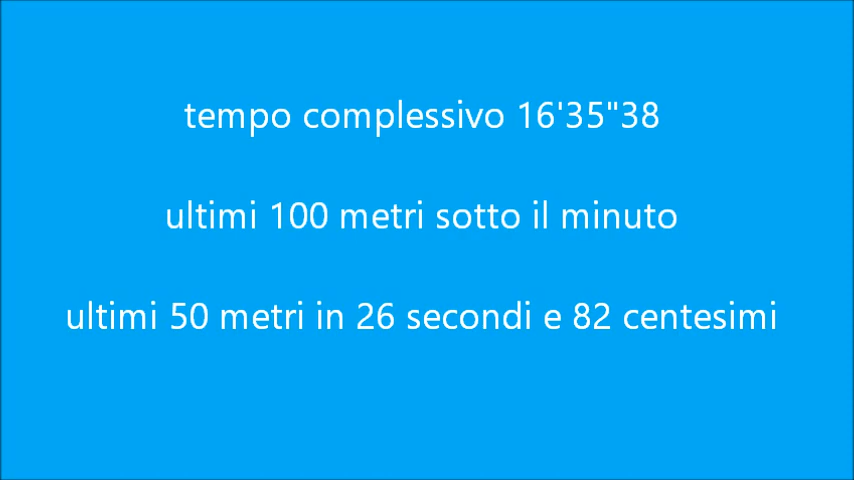 tempo complessivo 16'35"38
ultimi 100 metri sotto il minuto
ultimi 50 metri in 26 secondi e 82 centesimi